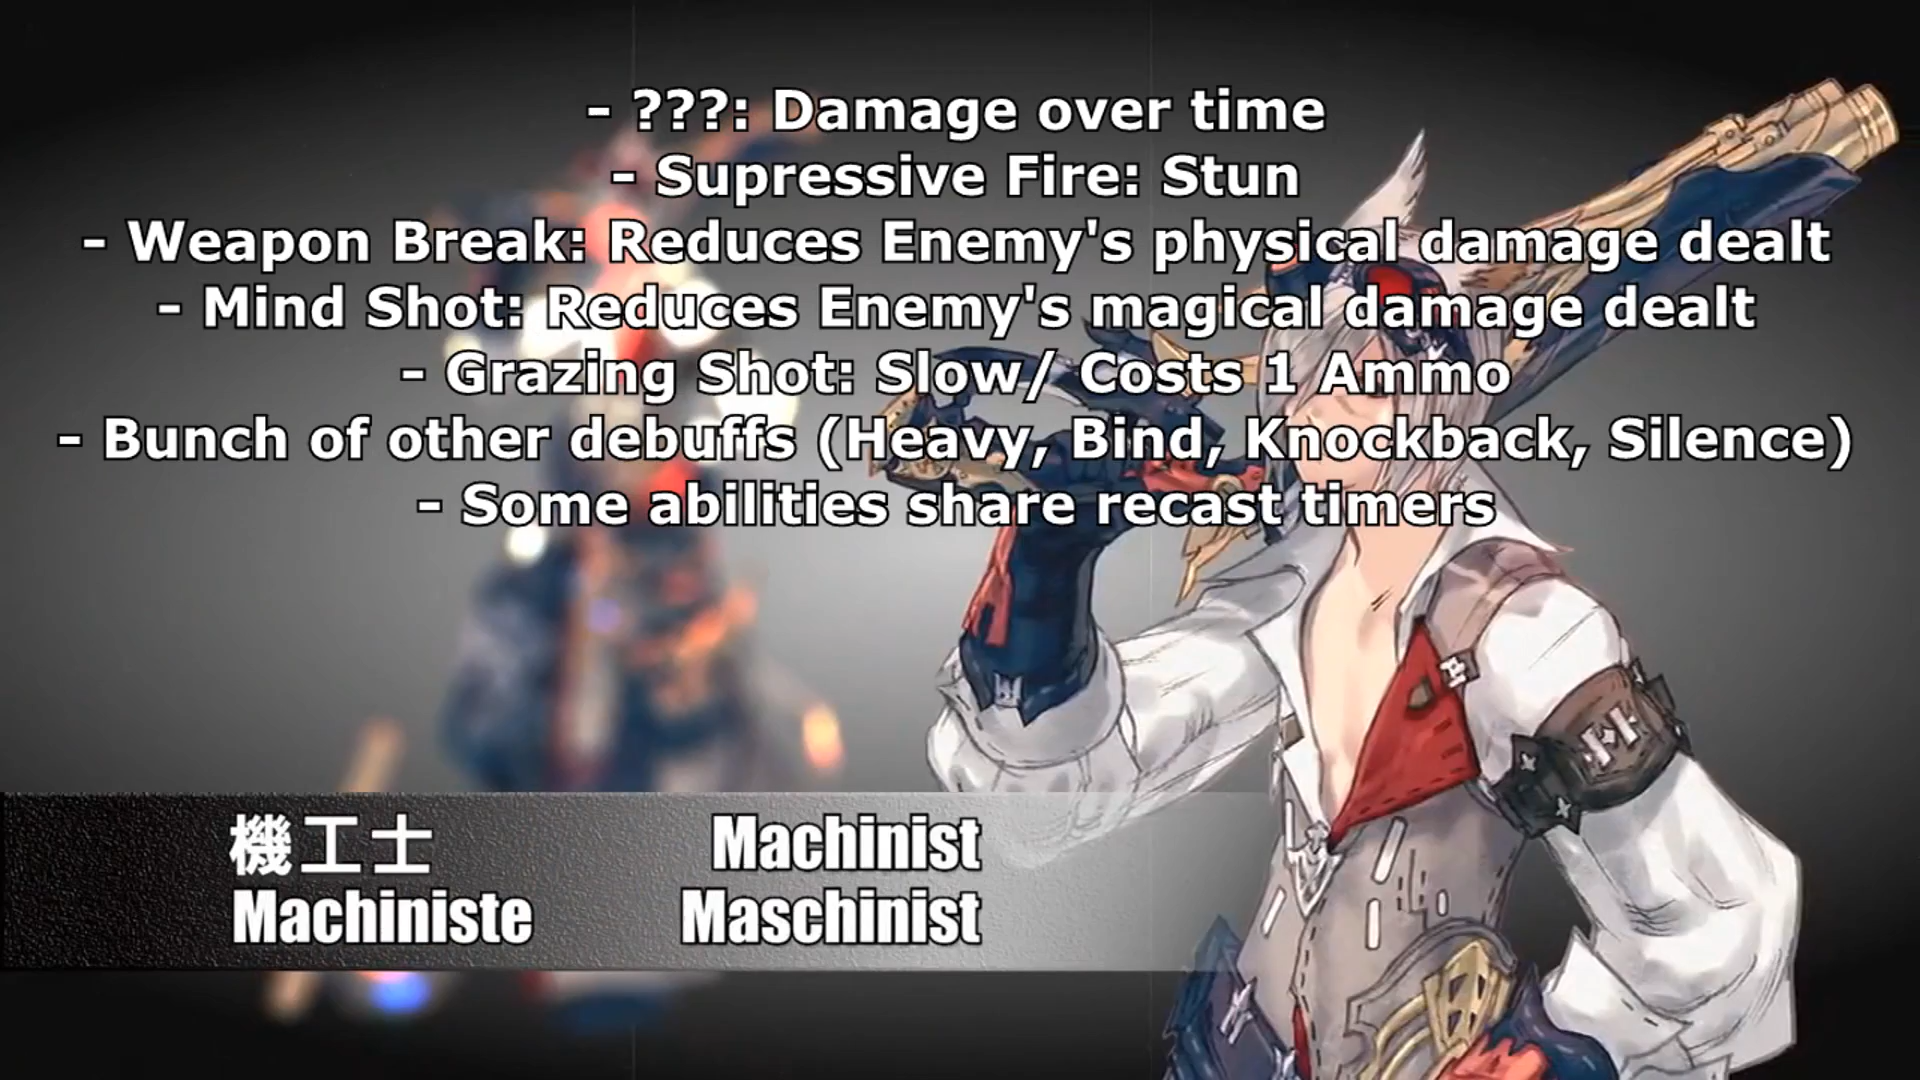 - ???: Damage over time
- Supressive Fire: Stun
- Weapon Break: Reduces Enemy's physical damage dealt
- Mind Shot: Reduces Enemy's magical damage dealt
- Grazing Shot: Slow/ Costs 1 Ammo
- Bunch of other debuffs (Heavy, Bind, Knockback, Silence)
- Some abilities share recast timers
機工士 Machinist
Machiniste Maschinist